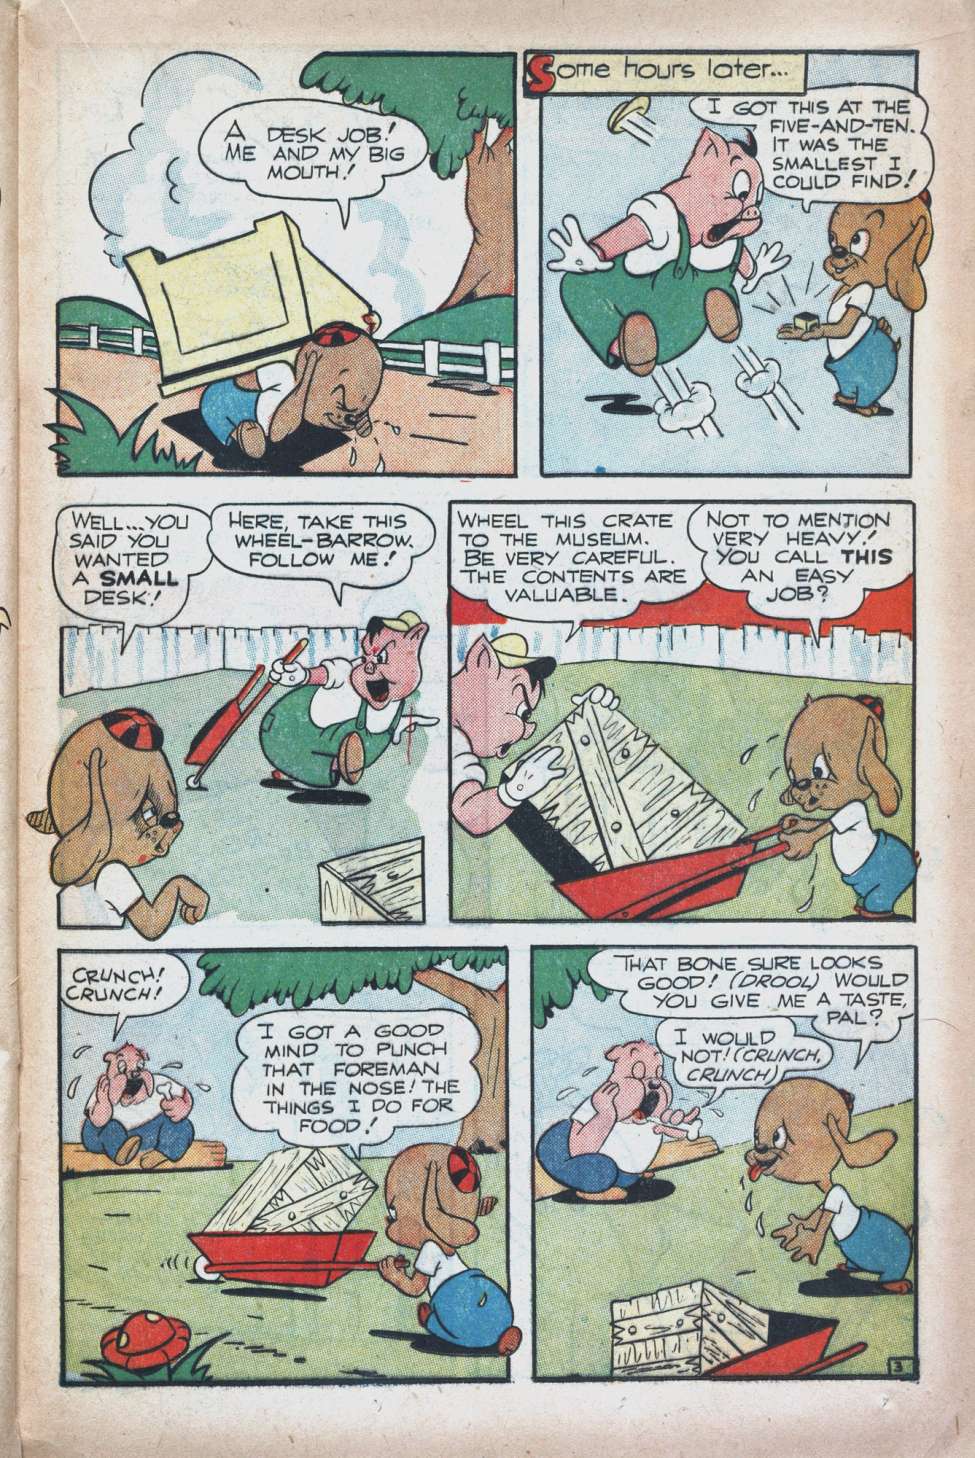 A DESK JOB!
ME AND MY BIG
MOUTH!
Some hours later...
I GOT THIS AT THE
FIVE-AND-TEN.
IT WAS THE
SMALLEST I
COULD FIND!
WELL...YOU
SAID YOU
WANTED
A SMALL
DESK!
HERE, TAKE THIS
WHEEL-BARROW.
FOLLOW ME!
WHEEL THIS CRATE
TO THE MUSEUM.
BE VERY CAREFUL.
THE CONTENTS ARE
VALUABLE.
NOT TO MENTION
VERY HEAVY!
YOU CALL THIS
AN EASY
JOB?
CRUNCH!
CRUNCH!
I GOT A GOOD
MIND TO PUNCH
THAT FOREMAN
IN THE NOSE! THE
THINGS I DO FOR
FOOD!
THAT BONE SURE LOOKS
GOOD! (DROOL) WOULD
YOU GIVE ME A TASTE,
PAL?
I WOULD
NOT! (CRUNCH,
CRUNCH)
3